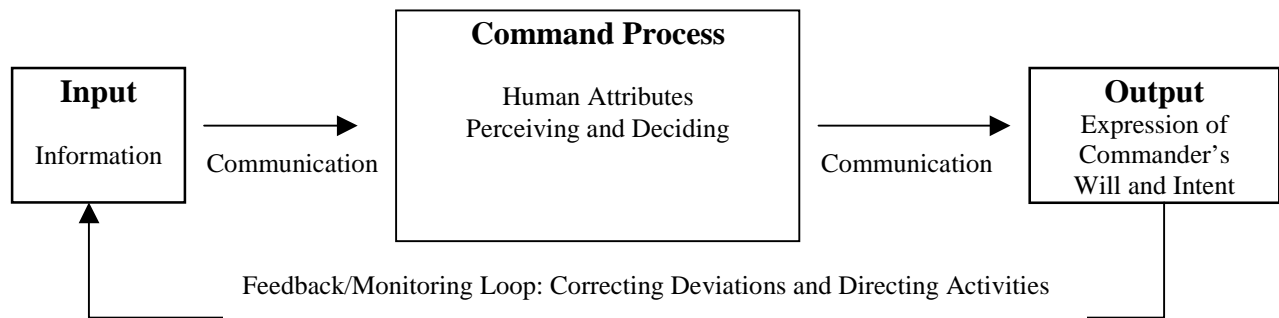 Input
Information
Communication
Command Process
Human Attributes
Perceiving and Deciding
Communication
Output
Expression of
Commander's
Will and Intent
Feedback/Monitoring Loop: Correcting Deviations and Directing Activities